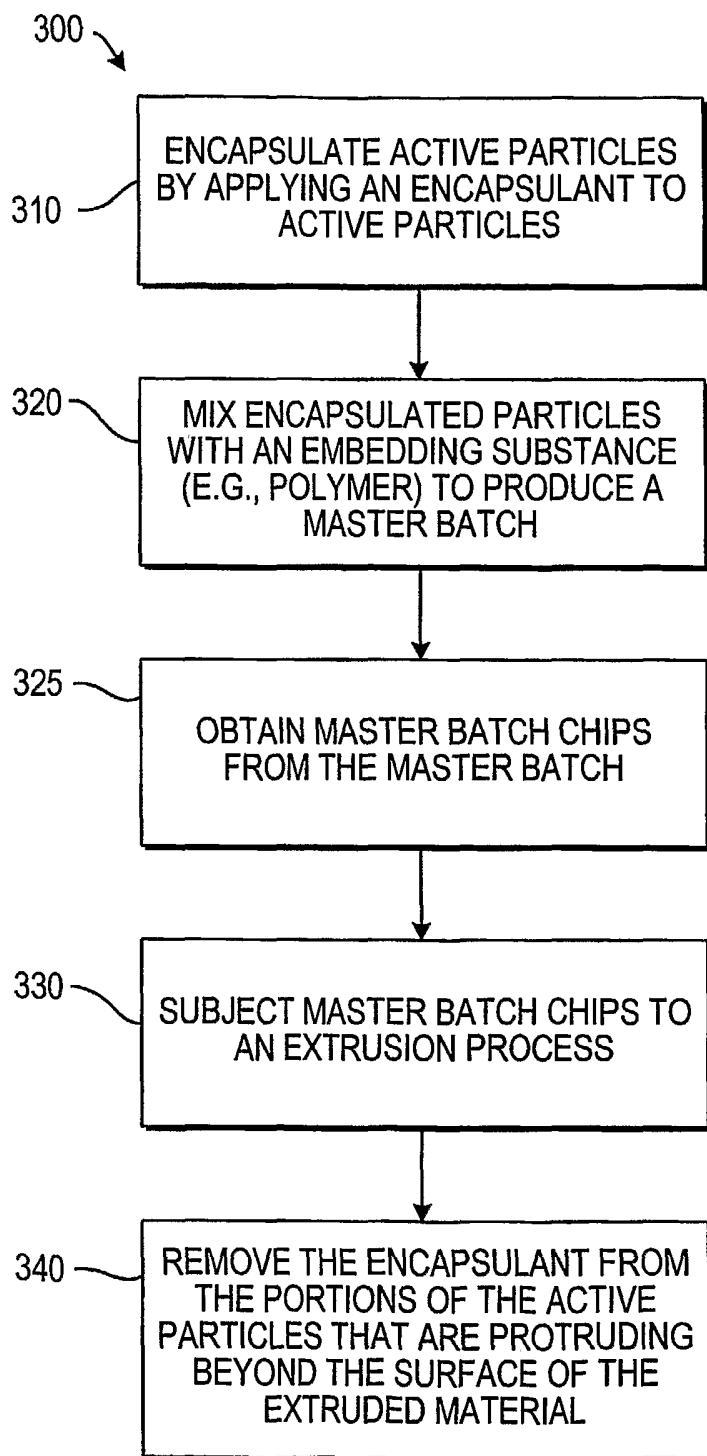 300
310
ENCAPSULATE ACTIVE PARTICLES
BY APPLYING AN ENCAPSULANT TO
ACTIVE PARTICLES
320
MIX ENCAPSULATED PARTICLES
WITH AN EMBEDDING SUBSTANCE
(E.G., POLYMER) TO PRODUCE A
MASTER BATCH
325
OBTAIN MASTER BATCH CHIPS
FROM THE MASTER BATCH
330
SUBJECT MASTER BATCH CHIPS TO
AN EXTRUSION PROCESS
340
REMOVE THE ENCAPSULANT FROM
THE PORTIONS OF THE ACTIVE
PARTICLES THAT ARE PROTRUDING
BEYOND THE SURFACE OF THE
EXTRUDED MATERIAL